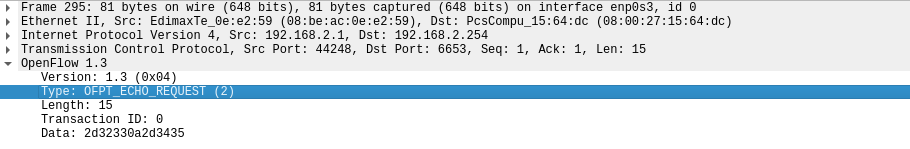 Frame 295: 81 bytes on wire (648 bits), 81 bytes captured (648 bits) on interface enp0s3, id 0
Ethernet II, Src: EdimaxTe_0e:e2:59 (08:be:ac:0e:e2:59), Dst: PcsCompu_15:64:dc (08:00:27:15:64:dc)
Internet Protocol Version 4, Src: 192.168.2.1, Dst: 192.168.2.254
Transmission Control Protocol, Src Port: 44248, Dst Port: 6653, Seq: 1, Ack: 1, Len: 15
OpenFlow 1.3
Version: 1.3 (0x04)
Type: OFPT_ECHO_REQUEST (2)
Length: 15
Transaction ID: 0
Data: 2d32330a2d3435